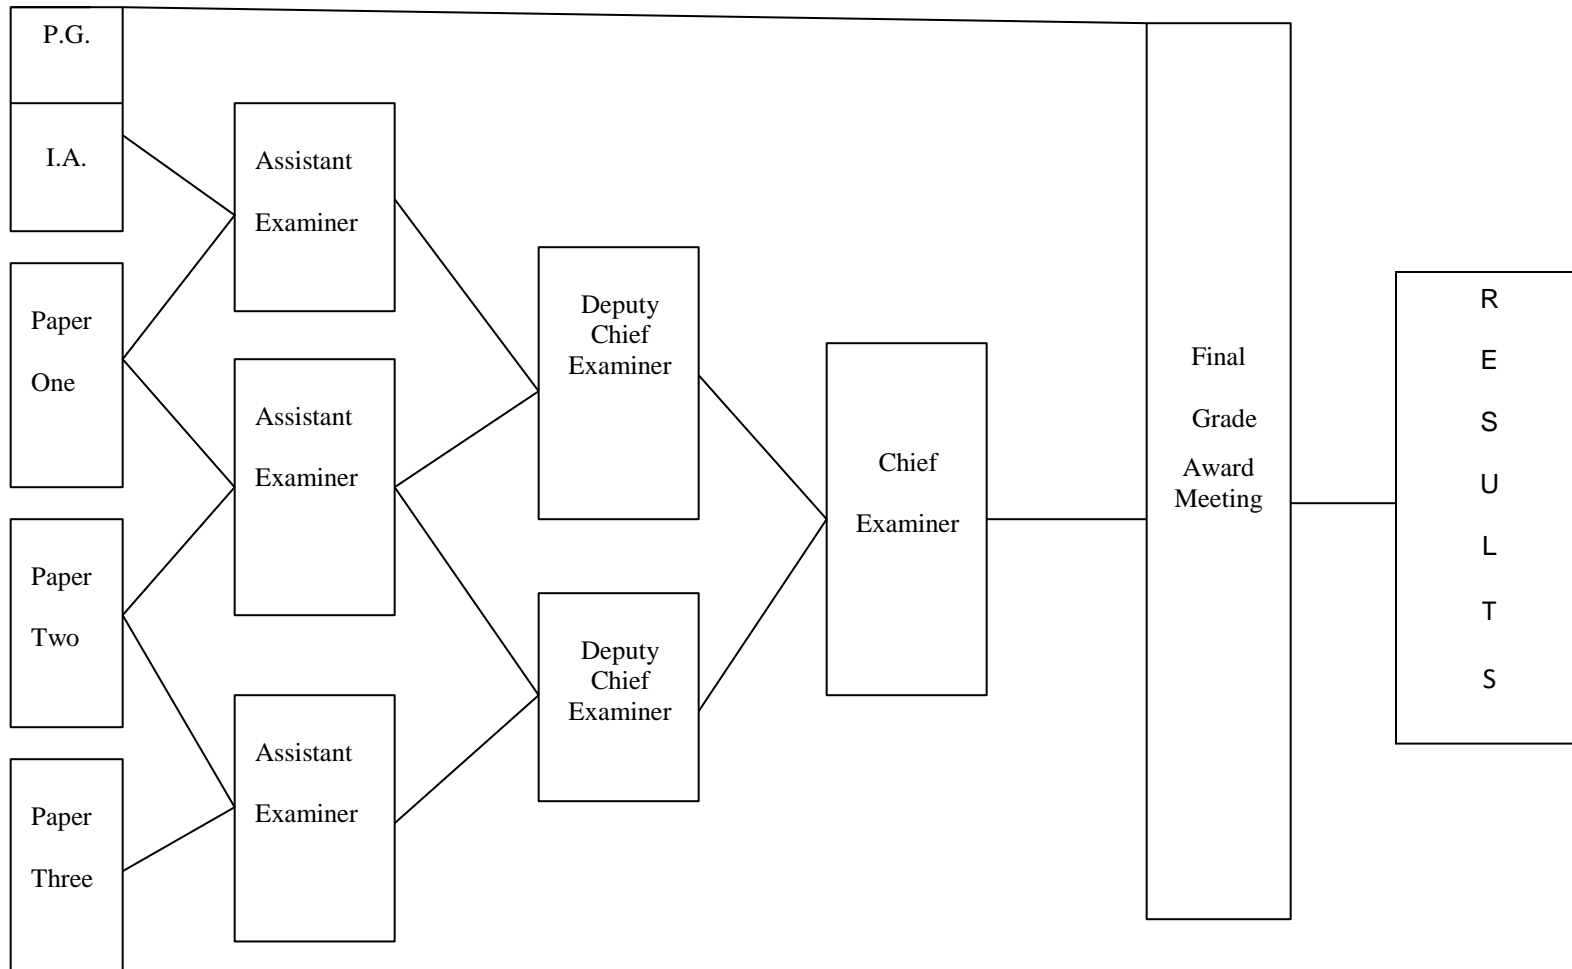 P.G.
I.A.
Paper
One
Paper
Two
Paper
Three
Assistant
Examiner
Assistant
Examiner
Assistant
Examiner
Deputy
Chief
Examiner
Deputy
Chief
Examiner
Chief
Examiner
Final
Grade
Award
Meeting
R
E
S
U
L
T
S